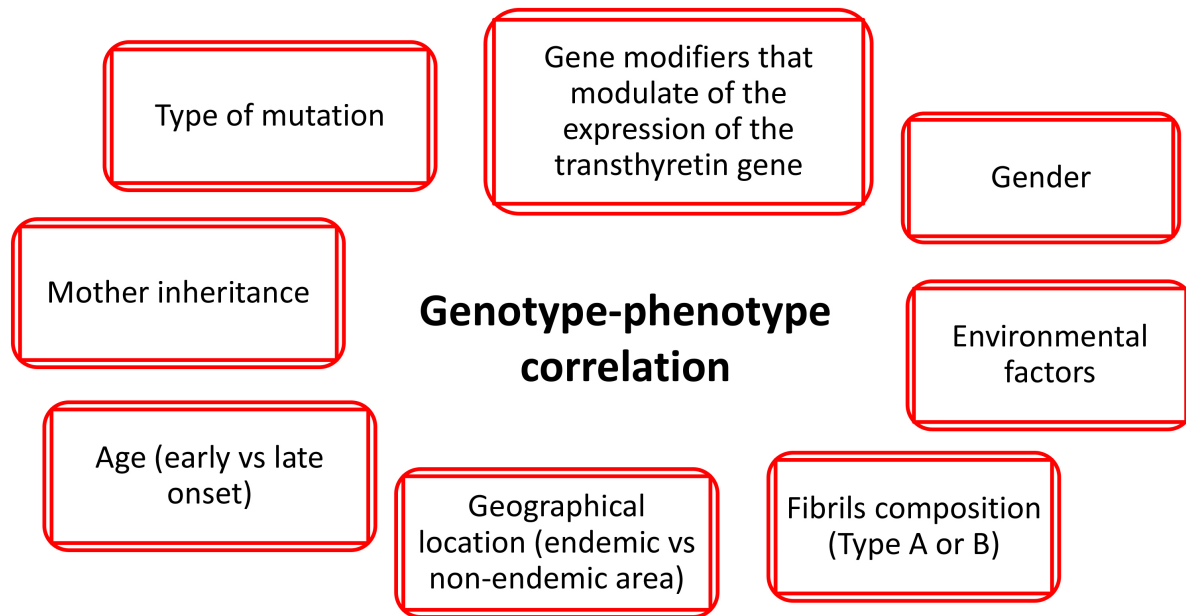 Type of mutation
Gene modifiers that
modulate of the
expression of the
transthyretin gene
Gender
Mother inheritance
Genotype-phenotype
correlation
Environmental
factors
Age (early vs late
onset)
Geographical
location (endemic vs
non-endemic area)
Fibrils composition
(Type A or B)